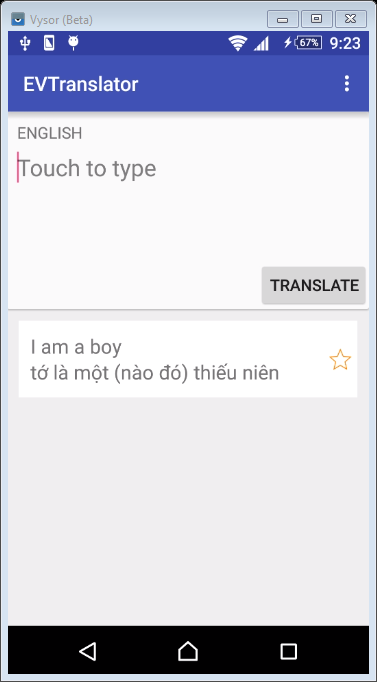 Vysor (Beta)
67% 9:23
EVTranslator
ENGLISH
Touch to type
TRANSLATE
I am a boy
tớ là một (nào đó) thiếu niên